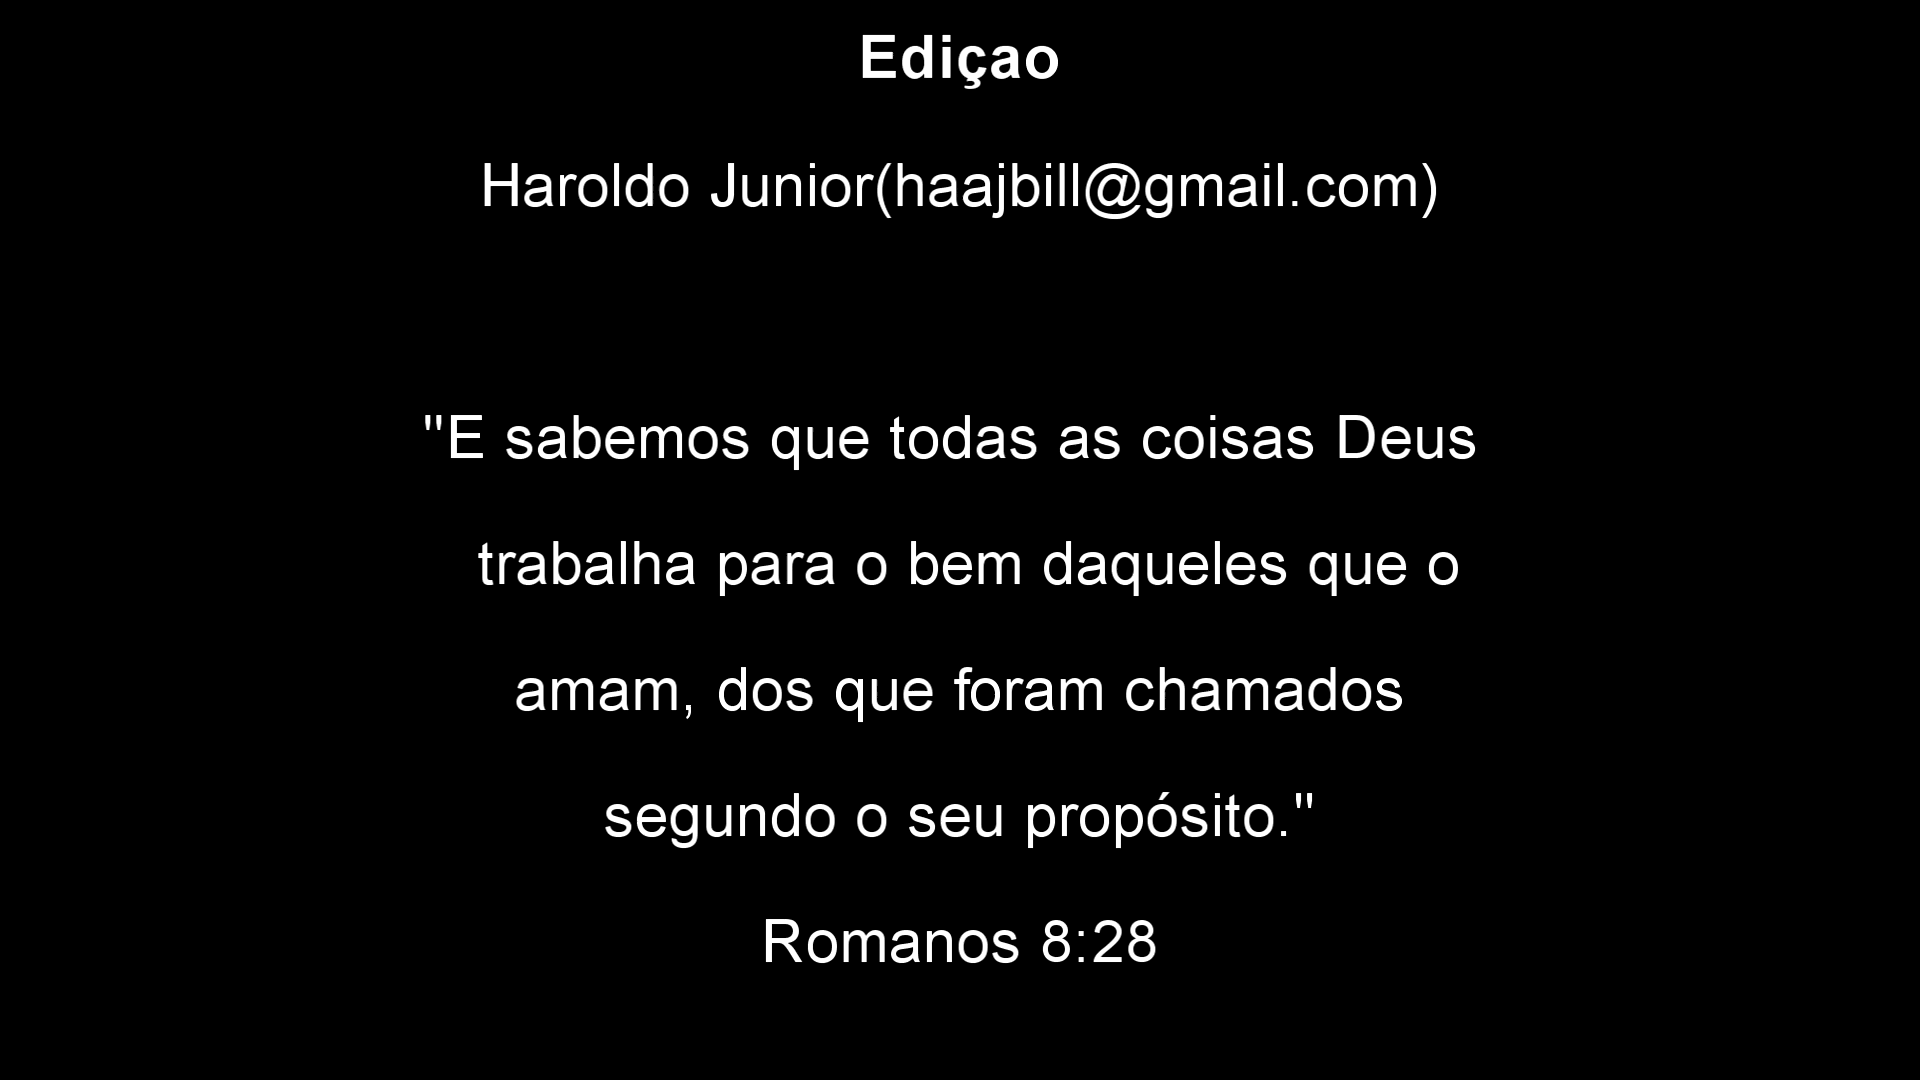 Ediçao
Haroldo Junior(haajbill@gmail.com)
"E sabemos que todas as coisas Deus
trabalha para o bem daqueles que o
amam, dos que foram chamados
segundo o seu propósito."
Romanos 8:28